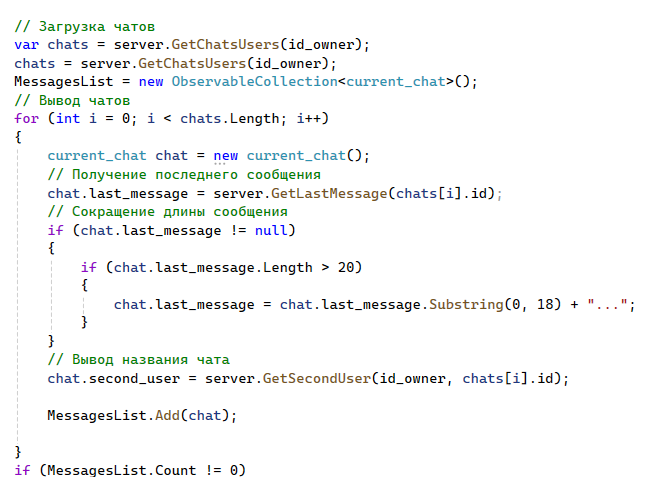 // Загрузка чатов
var chats = server.GetChatsUsers(id_owner);
chats = server.GetChatsUsers(id_owner);
MessagesList = new ObservableCollection<current_chat>();
// Вывод чатов
for (int i = 0; i < chats.Length; i++)
{
    current_chat chat = new current_chat();
    // Получение последнего сообщения
    chat.last_message = server.GetLastMessage(chats[i].id);
    // Сокращение длины сообщения
    if (chat.last_message != null)
    {
        if (chat.last_message.Length > 20)
        {
            chat.last_message = chat.last_message.Substring(0, 18) + "...";
        }
    }
    // Вывод названия чата
    chat.second_user = server.GetSecondUser(id_owner, chats[i].id);

    MessagesList.Add(chat);

}
if (MessagesList.Count != 0)